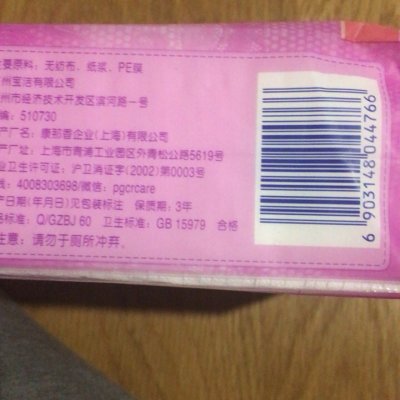 要原料：无纺布、纸浆、PE膜
州宝洁有限公司
州市经济技术开发区滨河路一号
编：510730
产厂名：康那香企业(上海)有限公司
产厂址：上海市青浦工业园区外青松公路5619号
业卫生许可证：沪卫消证字(2002)第0003号
线：4008303698/微信：pgcrcare
产日期(年月日)见包装标注 保质期：3年
标准：Q/GZBJ 60 卫生标准：GB 15979 合格
注意：请勿于厕所冲弃。
6 903148 044766